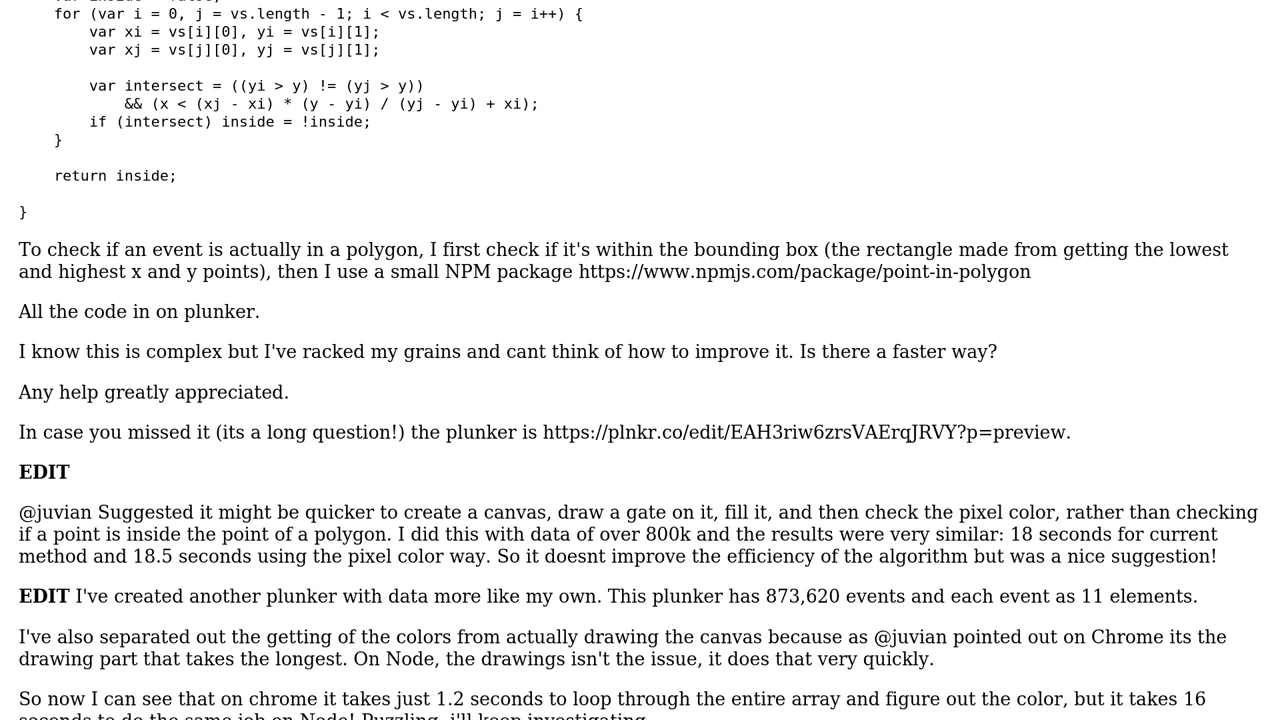 for (var i = 0, j = vs.length - 1; i < vs.length; j = i++) {
var xi = vs[i][0], yi = vs[i][1];
var xj = vs[j][0], yj = vs[j][1];
var intersect = ((yi > y) != (yj > y))
&& (x < (xj - xi) * (y - yi) / (yj - yi) + xi);
if (intersect) inside = !inside;
}
return inside;
}
To check if an event is actually in a polygon, I first check if it's within the bounding box (the rectangle made from getting the lowest
and highest x and y points), then I use a small NPM package https://www.npmjs.com/package/point-in-polygon
All the code in on plunker.
I know this is complex but I've racked my grains and cant think of how to improve it. Is there a faster way?
Any help greatly appreciated.
In case you missed it (its a long question!) the plunker is https://plnkr.co/edit/EAH3riw6zrsVAErqJRVY?p=preview.
EDIT
@juvian Suggested it might be quicker to create a canvas, draw a gate on it, fill it, and then check the pixel color, rather than checking
if a point is inside the point of a polygon. I did this with data of over 800k and the results were very similar: 18 seconds for current
method and 18.5 seconds using the pixel color way. So it doesnt improve the efficiency of the algorithm but was a nice suggestion!
EDIT I've created another plunker with data more like my own. This plunker has 873,620 events and each event as 11 elements.
I've also separated out the getting of the colors from actually drawing the canvas because as @juvian pointed out on Chrome its the
drawing part that takes the longest. On Node, the drawings isn't the issue, it does that very quickly.
So now I can see that on chrome it takes just 1.2 seconds to loop through the entire array and figure out the color, but it takes 16
seconds to do the same job on Node! Puzzling, i'll keep investigating